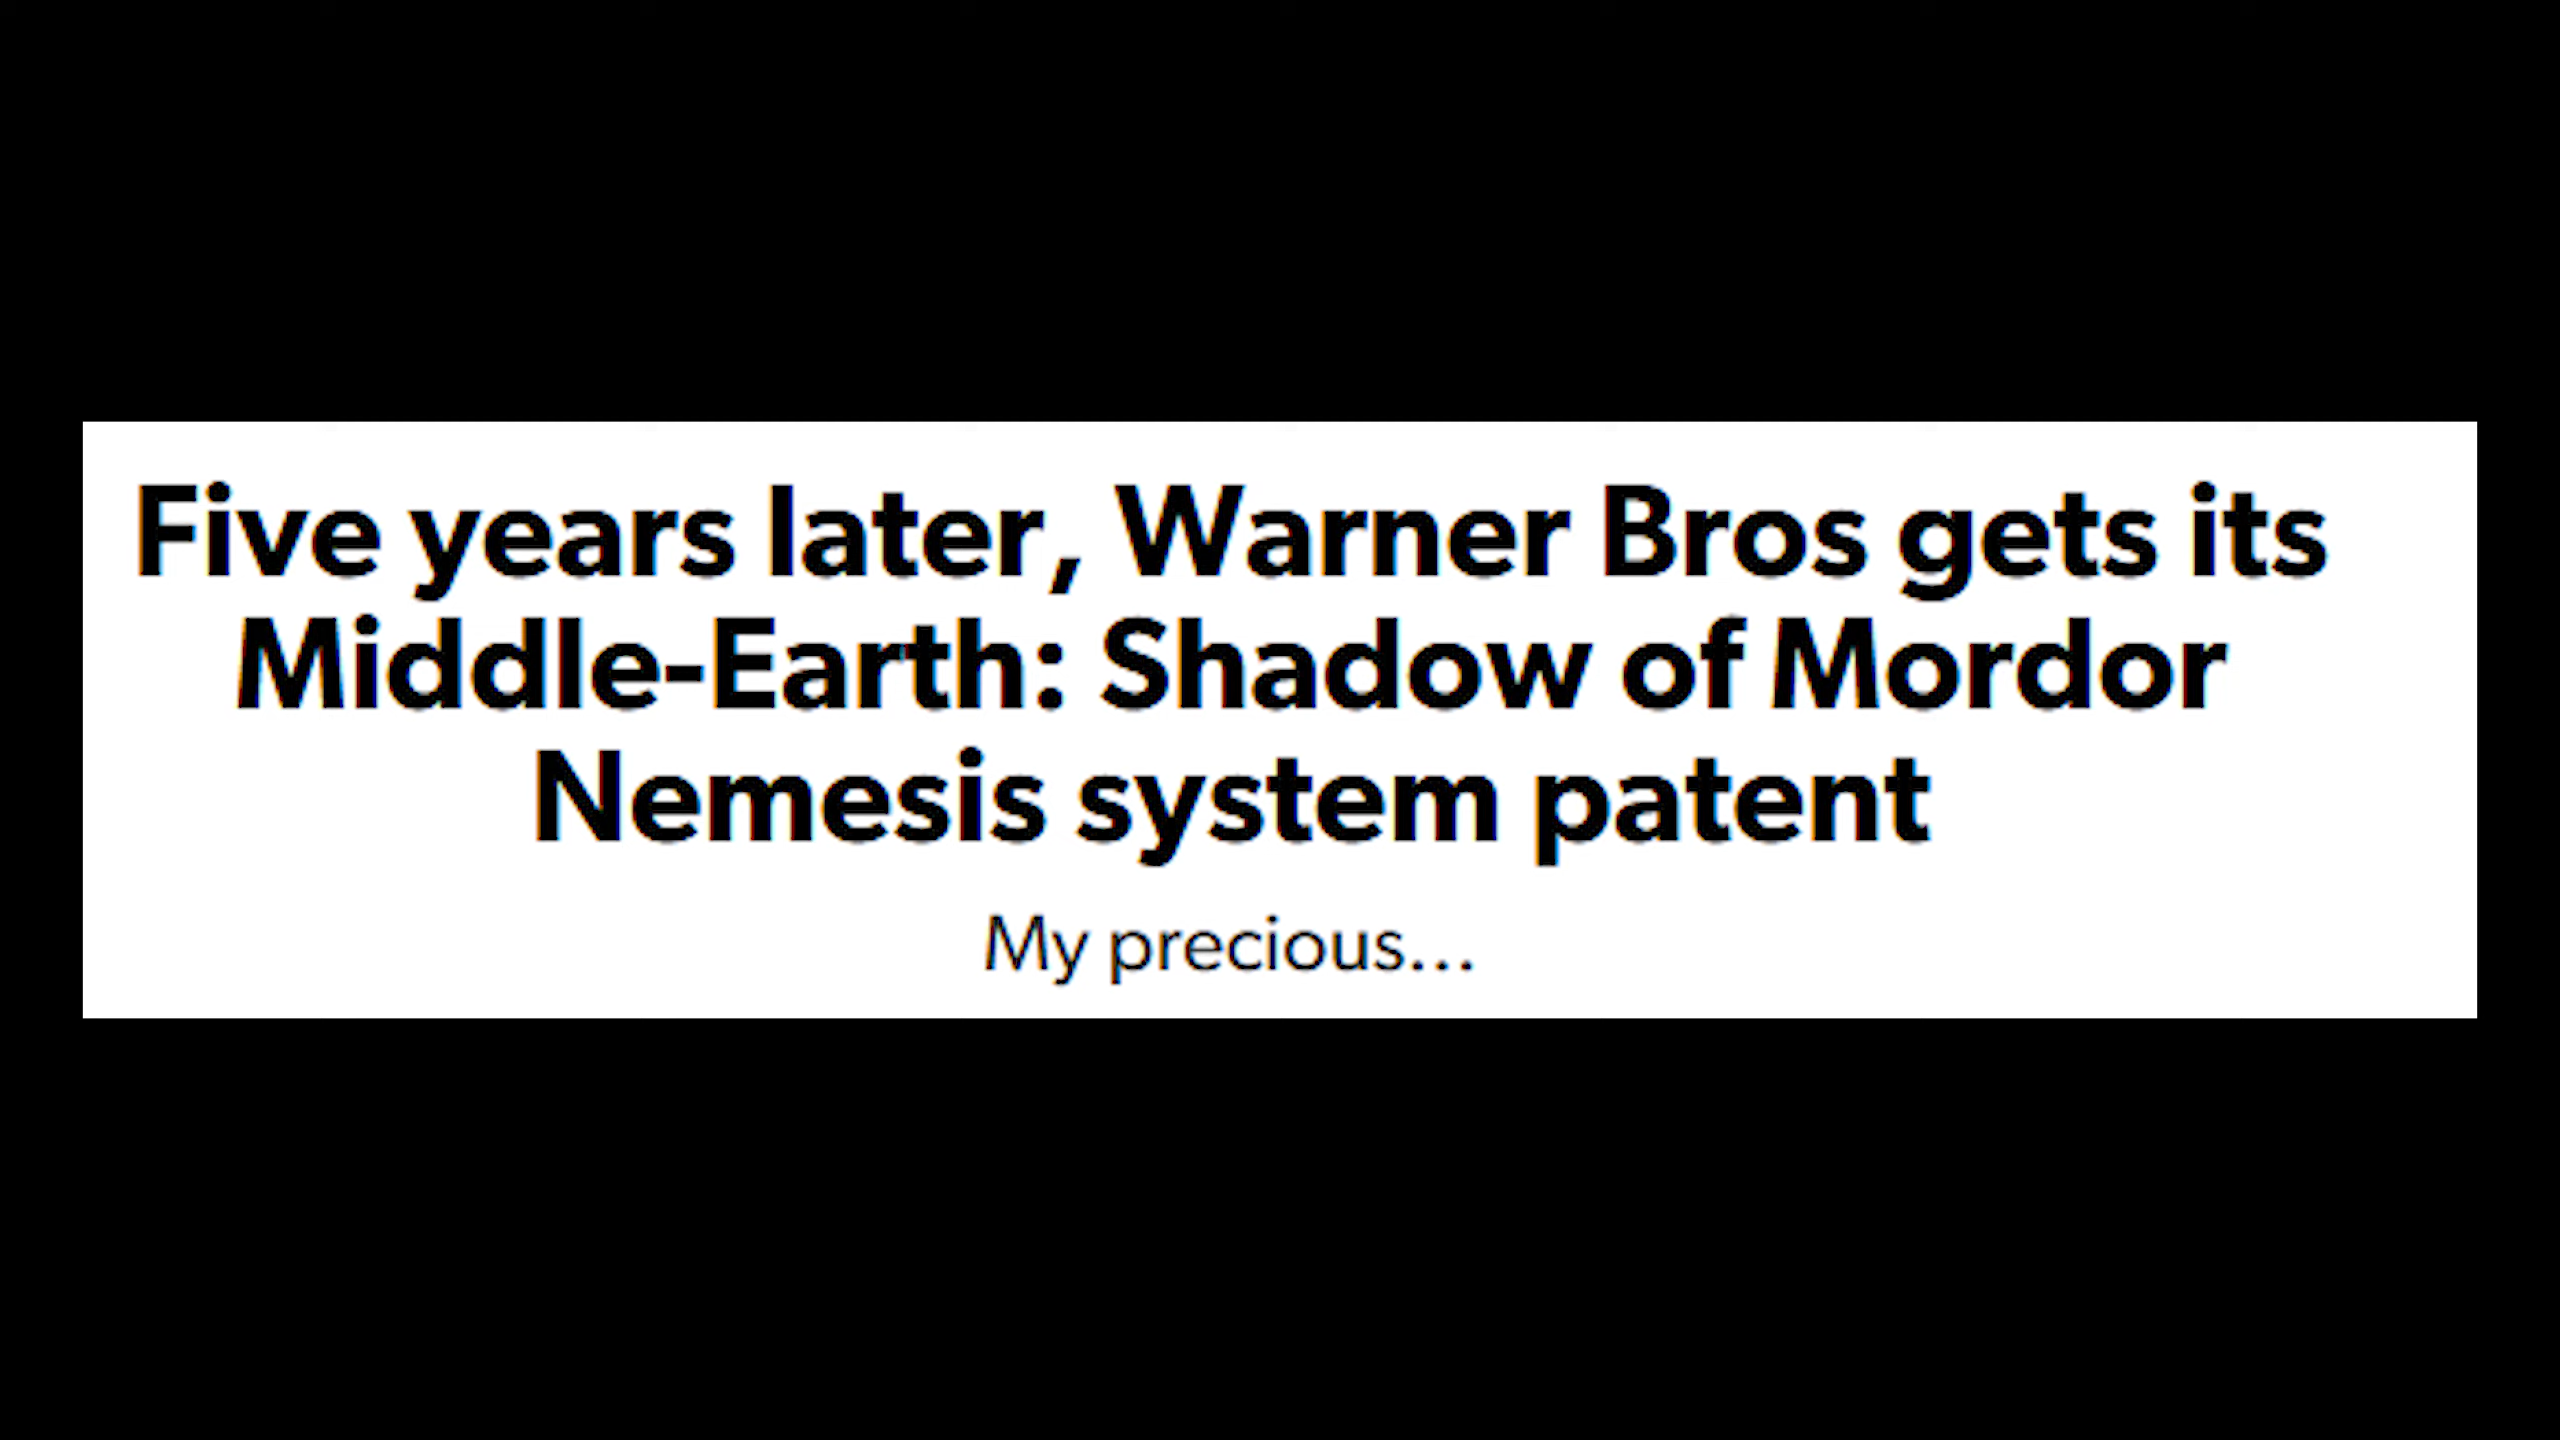 Five years later, Warner Bros gets its
Middle-Earth: Shadow of Mordor
Nemesis system patent
My precious...